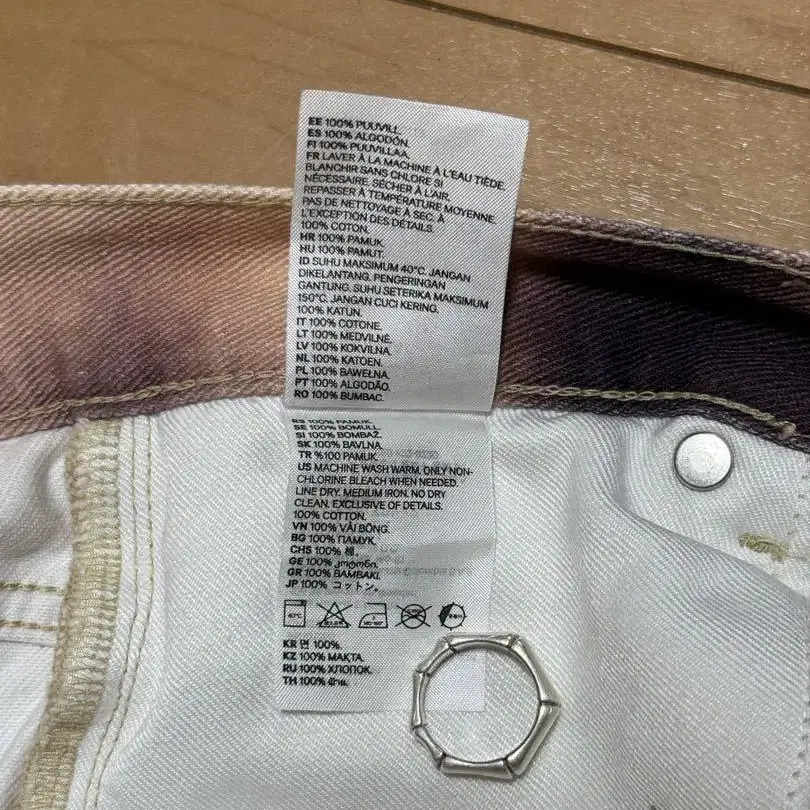 EE 100% PUUVILL.
ES 100% ALGODÓN.
FI 100% PUUVILLAA.
FR LAVER À LA MACHINE À L'EAU TIÈDE.
BLANCHIR SANS CHLORE SI
NÉCESSAIRE. SÉCHER À L'AIR.
REPASSER À TEMPÉRATURE MOYENNE.
PAS DE NETTOYAGE À SEC. À
L'EXCEPTION DES DÉTAILS.
100% COTON.
HR 100% PAMUK.
HU 100% PAMUT.
ID SUHU MAKSIMUM 40°C. JANGAN
DIKELANTANG. PENGERINGAN
GANTUNG. SUHU SETERIKA MAKSIMUM
150°C. JANGAN CUCI KERING.
100% KATUN.
IT 100% COTONE.
LT 100% MEDVILNĖ.
LV 100% KOKVILNA.
NL 100% KATOEN.
PL 100% BAWEŁNA.
PT 100% ALGODÃO.
RO 100% BUMBAC.
RS 100% PAMUK.
SE 100% BOMULL.
SI 100% BOMBAŽ.
SK 100% BAVLNA.
TR %100 PAMUK.
US MACHINE WASH WARM. ONLY NON-
CHLORINE BLEACH WHEN NEEDED.
LINE DRY. MEDIUM IRON. NO DRY
CLEAN. EXCLUSIVE OF DETAILS.
100% COTTON.
VN 100% VẢI BÔNG.
BG 100% ПАМУК.
CHS 100% 棉.
GE 100% კოტონი.
GR 100% ΒΑΜΒΑΚΙ.
JP 100% コットン.
KR 면 100%.
KZ 100% МАҚТА.
RU 100% ХЛОПОК.
TH 100% ฝ้าย.